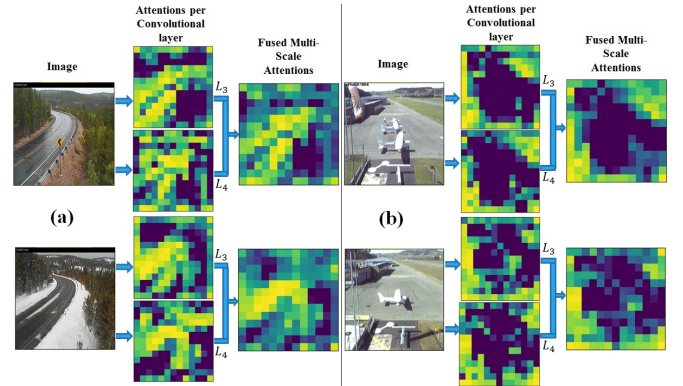 Image
Attentions per
Convolutional
layer
Fused Multi-
Scale
Attentions
L3
L4
(a)
L3
L4
Image
Attentions per
Convolutional
layer
Fused Multi-
Scale
Attentions
L3
L4
(b)
L3
L4